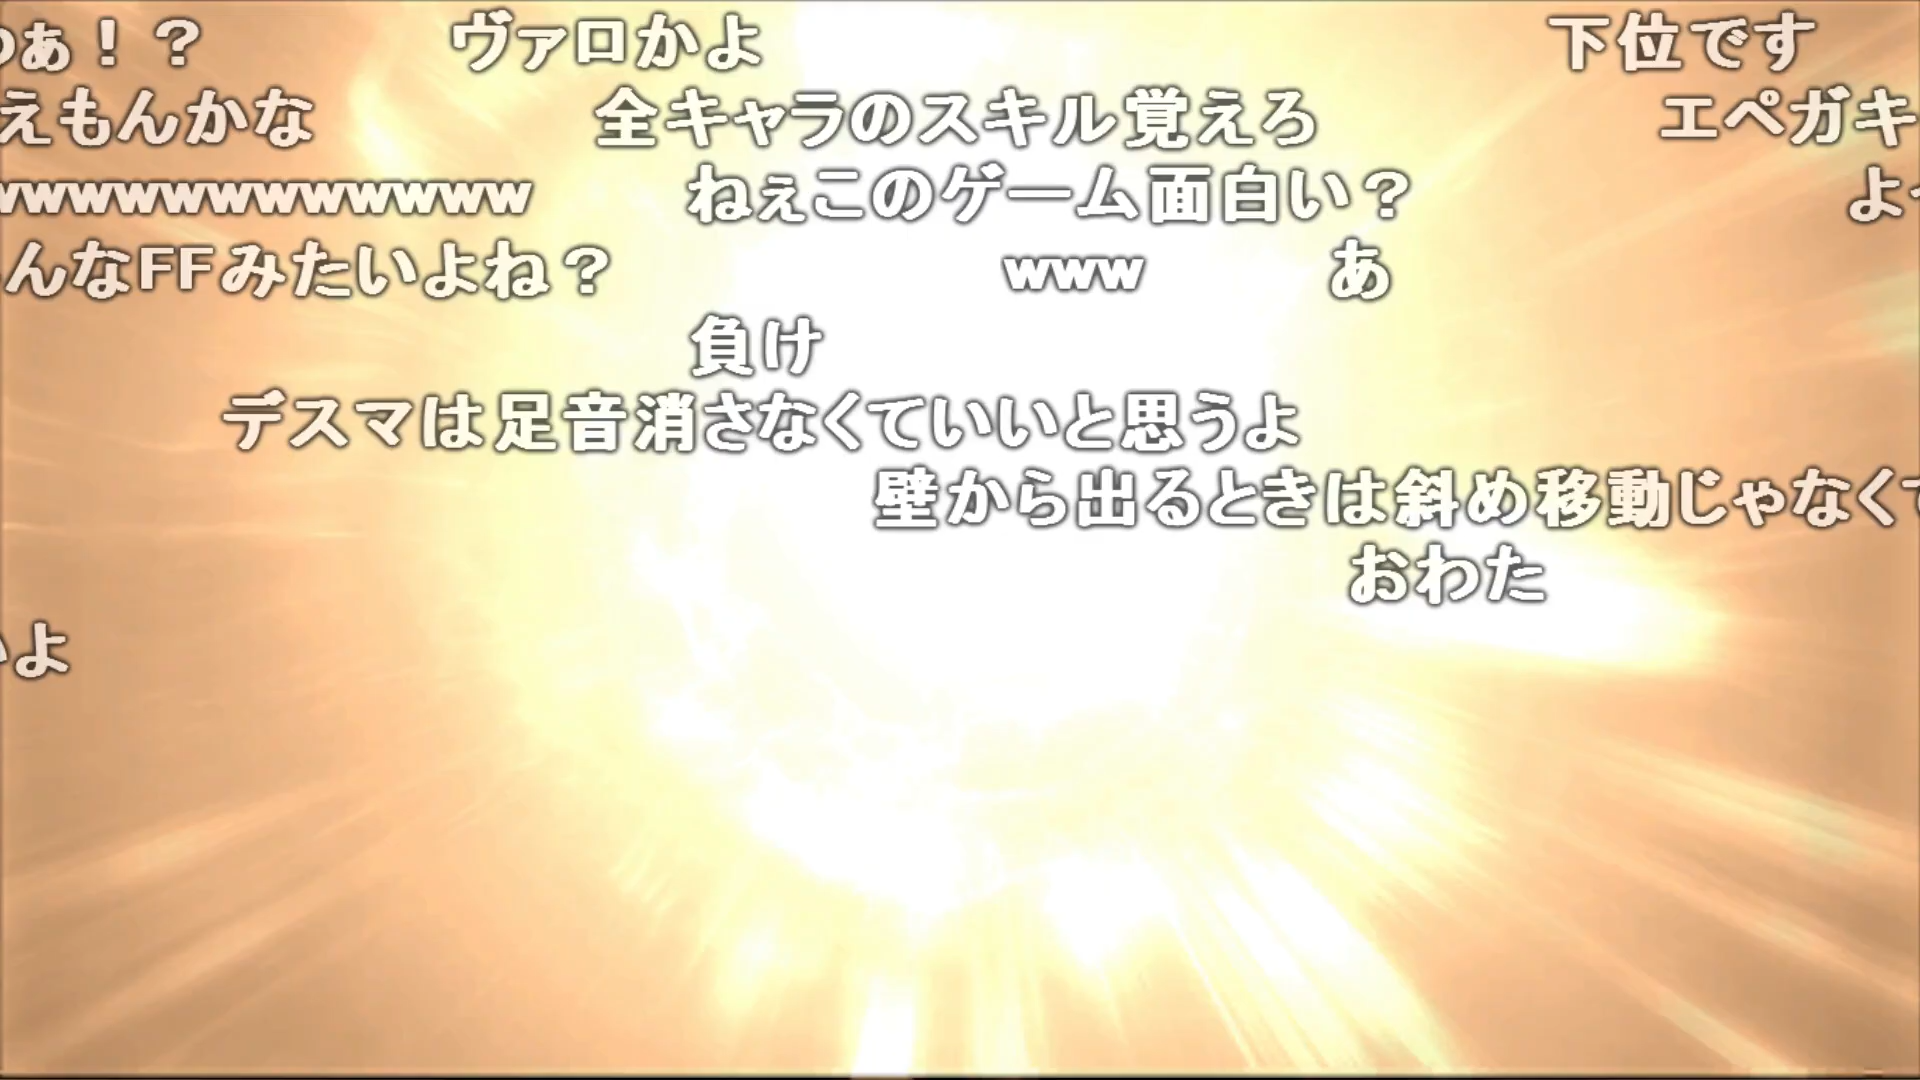 わぁ！？ ヴァロかよ 下位です
えもんかな 全キャラのスキル覚えろ エペガキ
wwwwwwwwwwwww ねぇこのゲーム面白い？ よ
んなFFみたいよね？ www あ
負け
デスマは足音消さなくていいと思うよ
壁から出るときは斜め移動じゃなくて
おわた
いよ